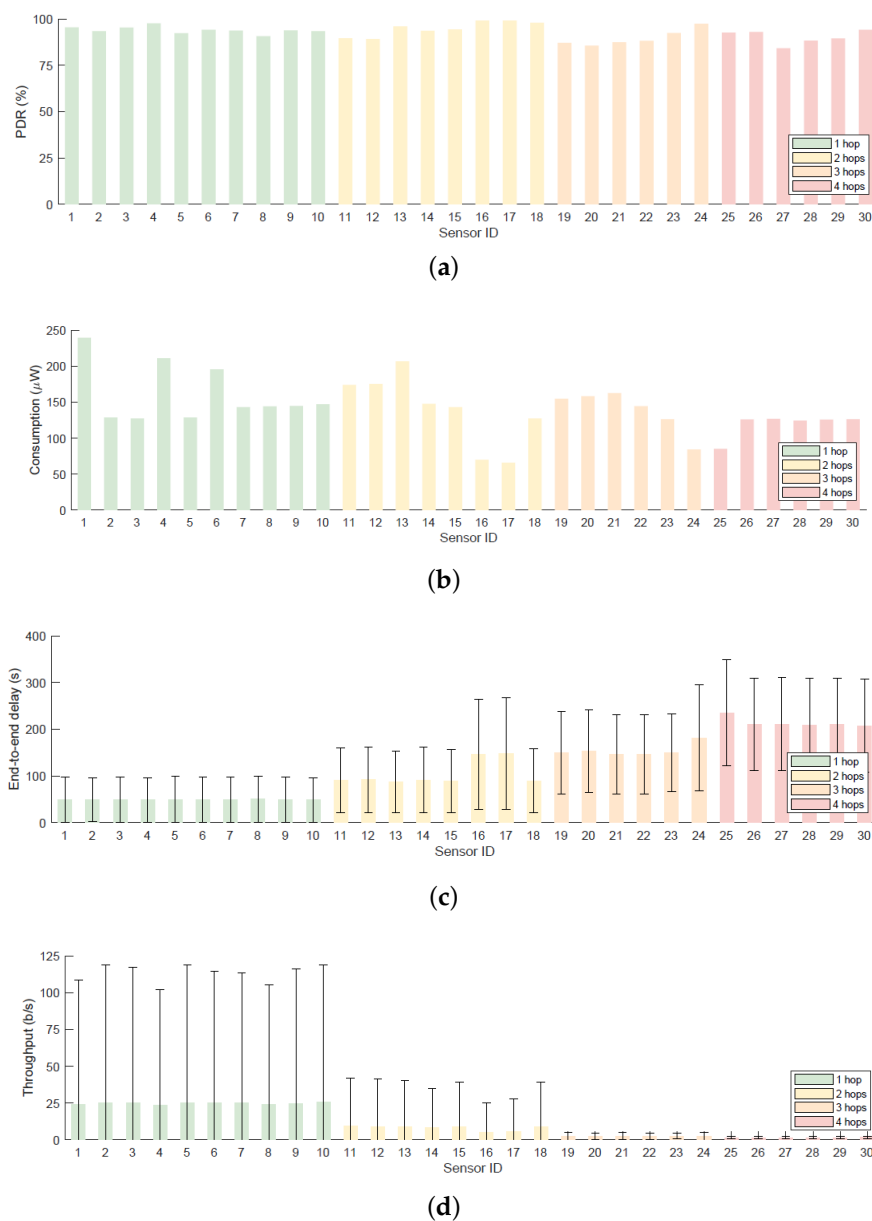 100
75
50
25
0
PDR (%)
1 hop
2 hops
3 hops
4 hops
1 2 3 4 5 6 7 8 9 10 11 12 13 14 15 16 17 18 19 20 21 22 23 24 25 26 27 28 29 30
Sensor ID
(a)
250
200
150
100
50
0
Consumption (μW)
1 hop
2 hops
3 hops
4 hops
1 2 3 4 5 6 7 8 9 10 11 12 13 14 15 16 17 18 19 20 21 22 23 24 25 26 27 28 29 30
Sensor ID
(b)
400
300
200
100
0
End-to-end delay (s)
1 hop
2 hops
3 hops
4 hops
1 2 3 4 5 6 7 8 9 10 11 12 13 14 15 16 17 18 19 20 21 22 23 24 25 26 27 28 29 30
Sensor ID
(c)
125
100
75
50
25
0
Throughput (b/s)
1 hop
2 hops
3 hops
4 hops
1 2 3 4 5 6 7 8 9 10 11 12 13 14 15 16 17 18 19 20 21 22 23 24 25 26 27 28 29 30
Sensor ID
(d)